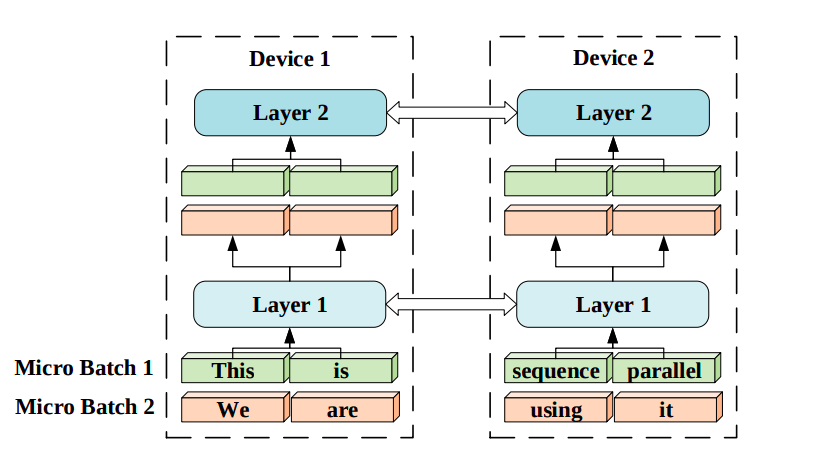 Device 1
Device 2
Layer 2
Layer 2
Layer 1
Layer 1
Micro Batch 1
This is
sequence parallel
Micro Batch 2
We are
using it